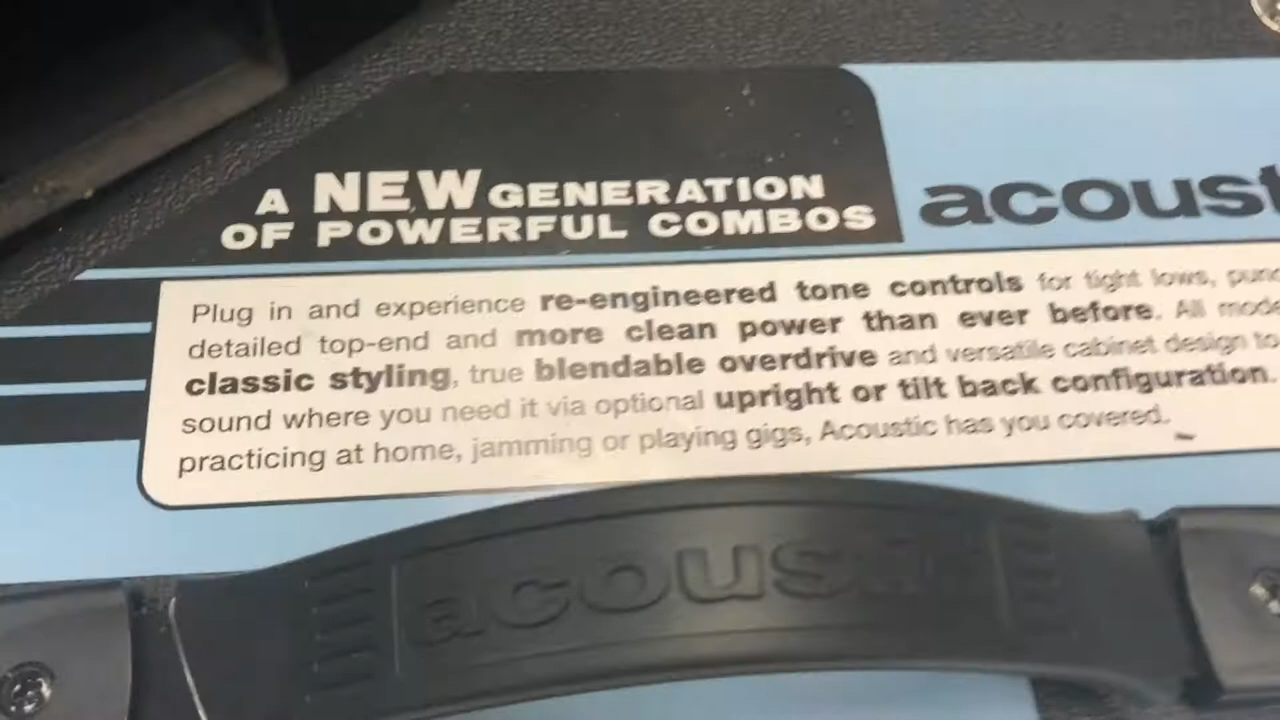 A NEW GENERATION
OF POWERFUL COMBOS
acoust
Plug in and experience re-engineered tone controls for tight lows,
detailed top-end and more clean power than ever before. All
classic styling, true blendable overdrive and versatile cabinet design to
sound where you need it via optional upright or tilt back configuration.
practicing at home, jamming or playing gigs, Acoustic has you covered.
acoustic